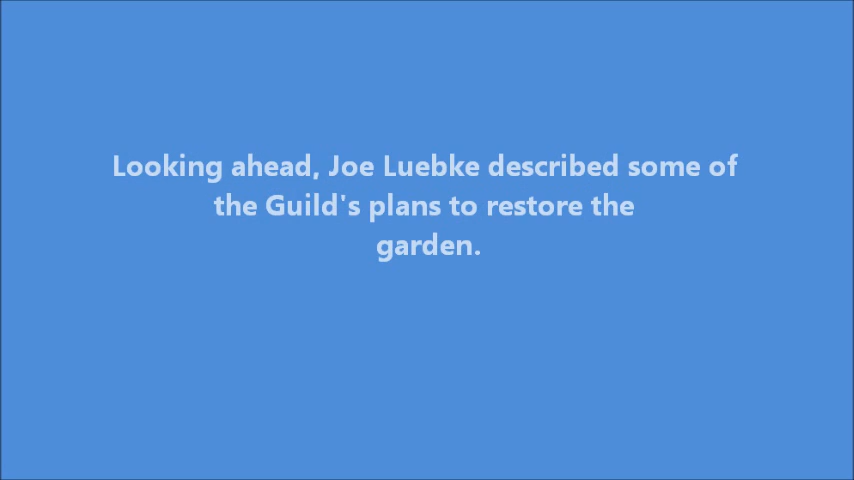 Looking ahead, Joe Luebke described some of
the Guild's plans to restore the
garden.